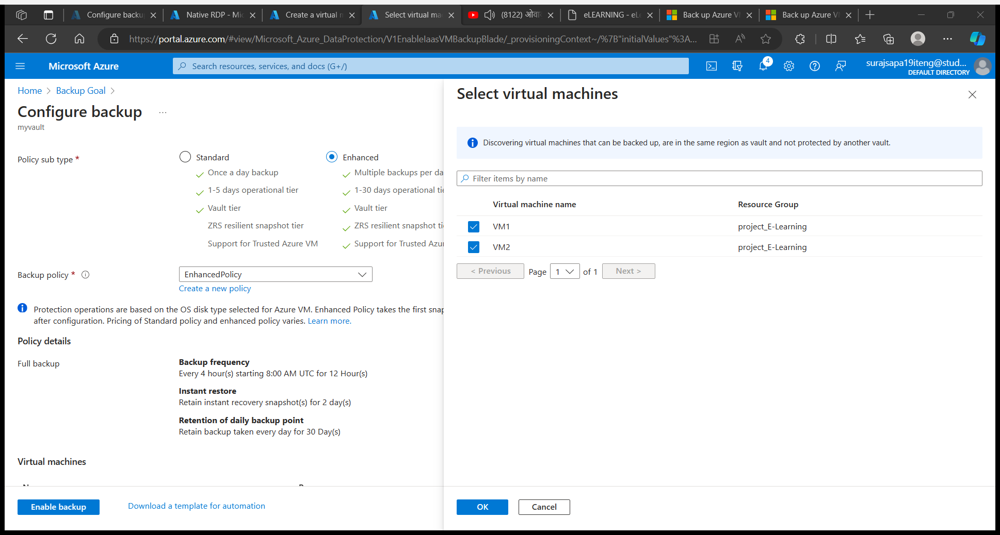 Configure backu
Native RDP - Mic
Create a virtual n
Select virtual ma
(8122) ओवा
eLEARNING - eLe
Back up Azure VM
Back up Azure VM
https://portal.azure.com/#view/Microsoft_Azure_DataProtection/V1EnableIaasVMBackupBlade/_provisioningContext~/%7B"initialValues"%3A...
Microsoft Azure
Search resources, services, and docs (G+/)
4
surajsapa19iteng@stud...
DEFAULT DIRECTORY
Home > Backup Goal >
Configure backup ...
myvault
Policy sub type *
Standard
Once a day backup
1-5 days operational tier
Vault tier
ZRS resilient snapshot tier
Support for Trusted Azure VM
Enhanced
Multiple backups per da
1-30 days operational tie
Vault tier
ZRS resilient snapshot ti
Support for Trusted Azur
Backup policy *
EnhancedPolicy
Create a new policy
Protection operations are based on the OS disk type selected for Azure VM. Enhanced Policy takes the first snap
after configuration. Pricing of Standard policy and enhanced policy varies. Learn more.
Policy details
Full backup
Backup frequency
Every 4 hour(s) starting 8:00 AM UTC for 12 Hour(s)
Instant restore
Retain instant recovery snapshot(s) for 2 day(s)
Retention of daily backup point
Retain backup taken every day for 30 Day(s)
Virtual machines
Enable backup
Download a template for automation
Select virtual machines
Discovering virtual machines that can be backed up, are in the same region as vault and not protected by another vault.
Filter items by name
Virtual machine name Resource Group
VM1 project_E-Learning
VM2 project_E-Learning
< Previous Page 1 of 1 Next >
OK
Cancel